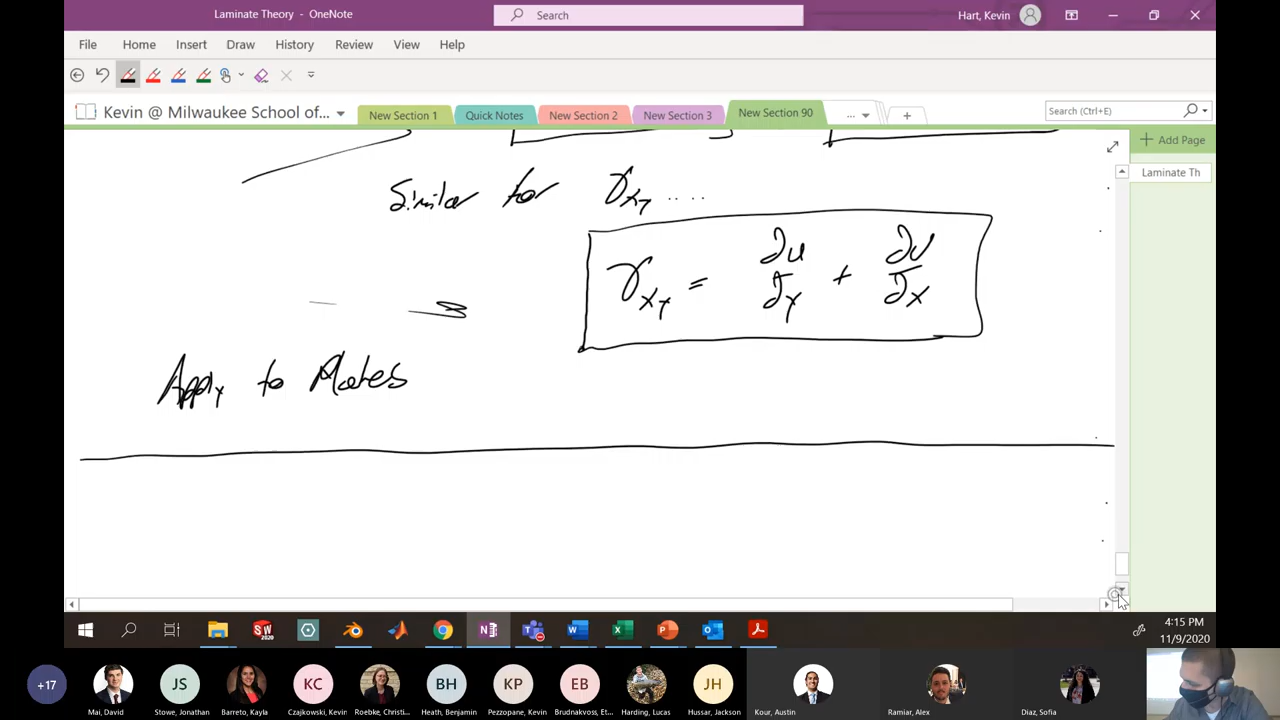 Laminate Theory - OneNote
Search
Hart, Kevin
File Home Insert Draw History Review View Help
Kevin @ Milwaukee School of... New Section 1 Quick Notes New Section 2 New Section 3 New Section 90 ... Search (Ctrl+E)
Add Page
Laminate Th
Similar for γxy ....
γxy = ∂u/∂y + ∂v/∂x
Apply to Plates
4:15 PM
11/9/2020
+17 JS KC BH KP EB JH
Mai, David Stowe, Jonathan Barreto, Kayla Czajkowski, Kevin Roebke, Christi... Heath, Benjamin Pezzopane, Kevin Brudnakvoss, Et... Harding, Lucas Hussar, Jackson Kour, Austin Ramiar, Alex Diaz, Sofia